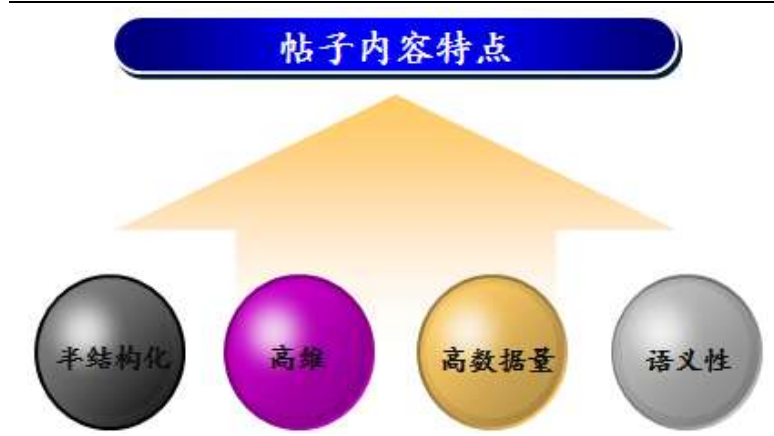 帖子内容特点
半结构化
高维
高数据量
语义性